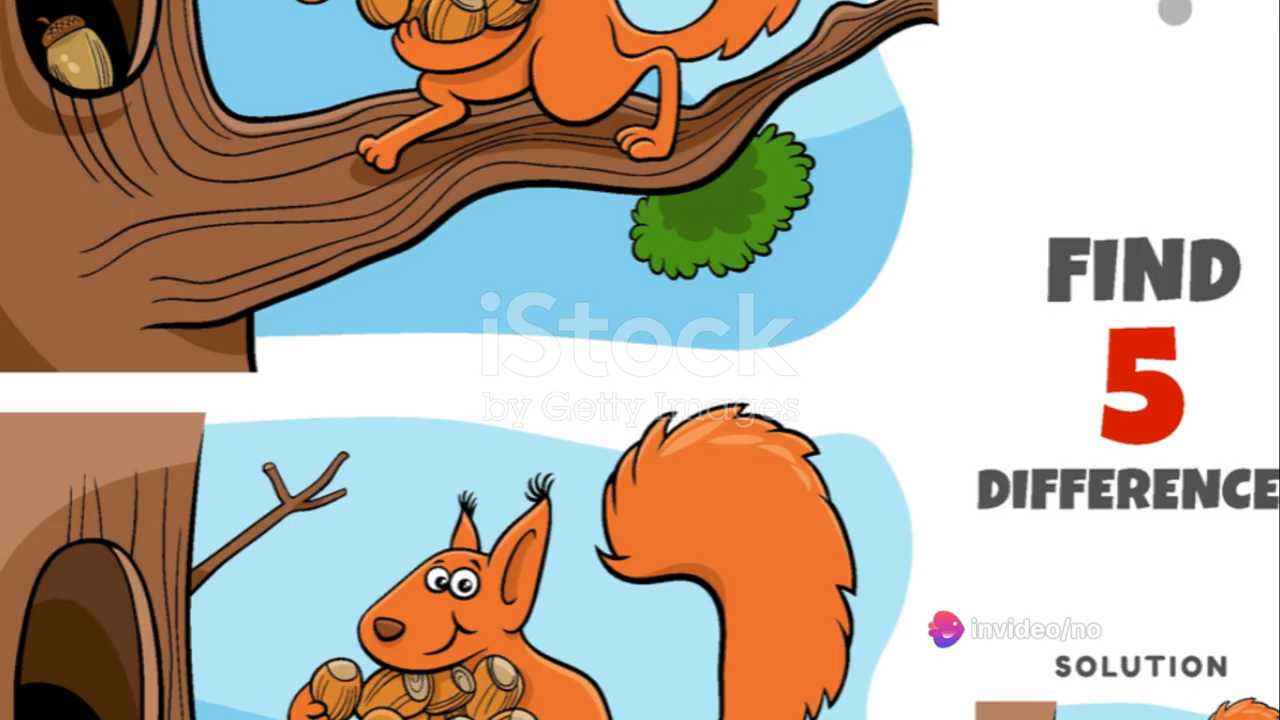 FIND
5
DIFFERENCE
iStock
by Getty Images
invideo/no
SOLUTION